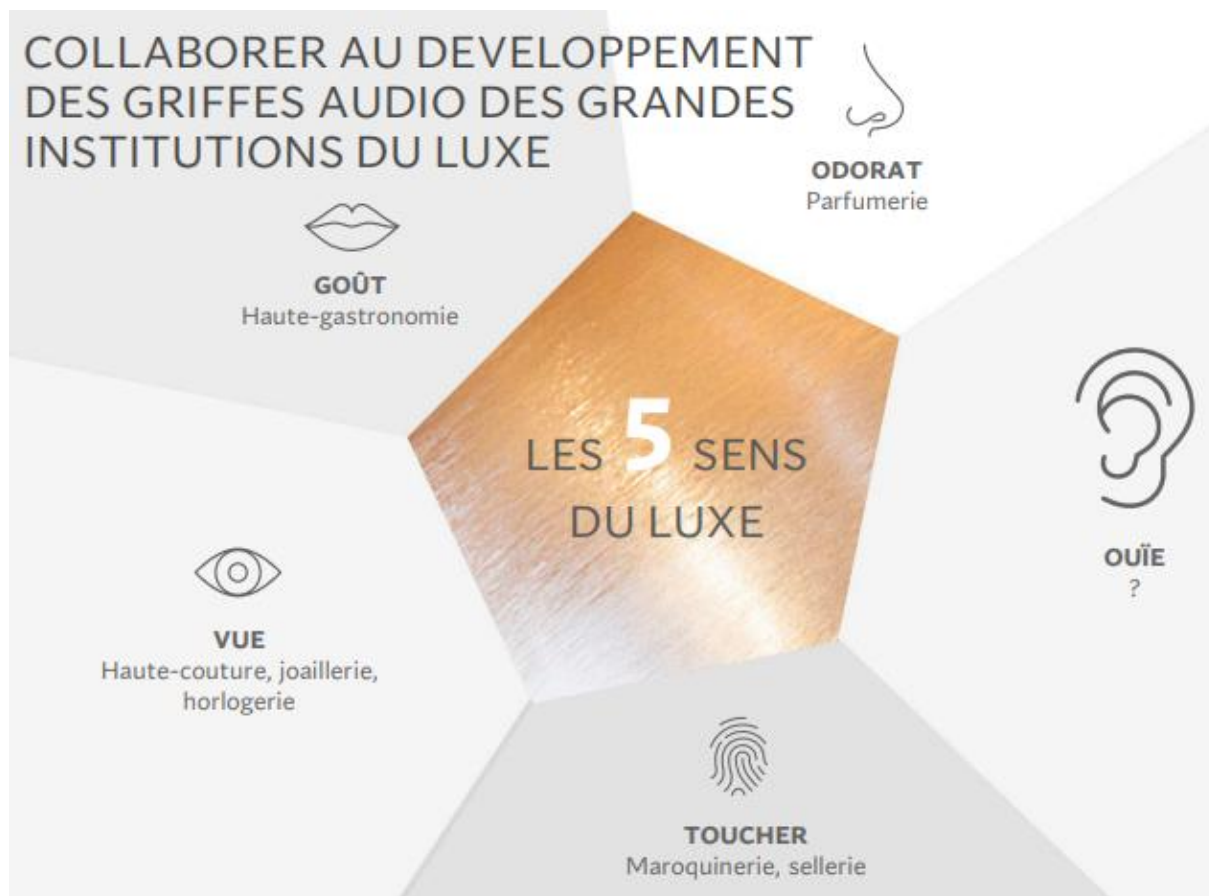 COLLABORER AU DEVELOPPEMENT
DES GRIFFES AUDIO DES GRANDES
INSTITUTIONS DU LUXE
ODORAT
Parfumerie
GOÛT
Haute-gastronomie
LES 5 SENS
DU LUXE
OUÏE
?
VUE
Haute-couture, joaillerie,
horlogerie
TOUCHER
Maroquinerie, sellerie